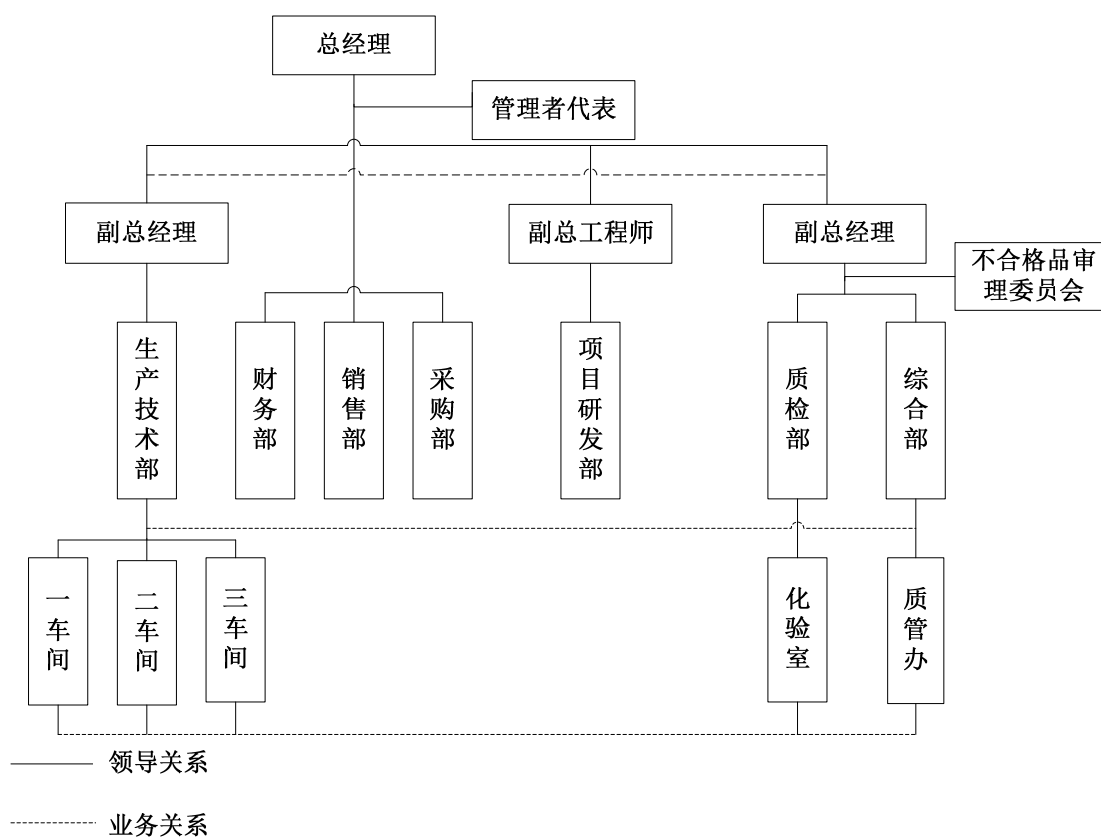 总经理
管理者代表
副总经理
副总工程师
副总经理
不合格品审
理委员会
生产技术部
财务部
销售部
采购部
项目研发部
质检部
综合部
一车间
二车间
三车间
化验室
质管办
领导关系
业务关系